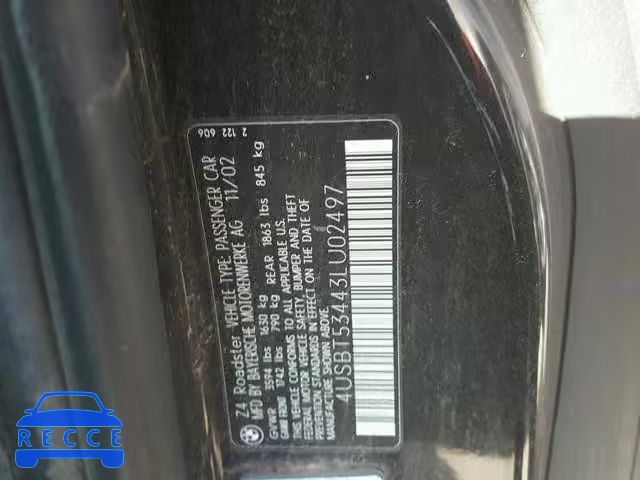 Z4 Roadster VEHICLE-TYPE PASSENGER CAR
MFD BY BAYERISCHE MOTORENWERKE AG 11/02
GVWR 3594 lbs 1630 kg
GAWR FRONT 1742 lbs 790 kg REAR 1863 lbs 845 kg
THIS VEHICLE CONFORMS TO ALL APPLICABLE U.S.
FEDERAL MOTOR VEHICLE SAFETY, BUMPER AND THEFT
PREVENTION STANDARDS IN EFFECT ON THE DATE OF
MANUFACTURE SHOWN ABOVE.
4USBT53443LU02497
2 122 606